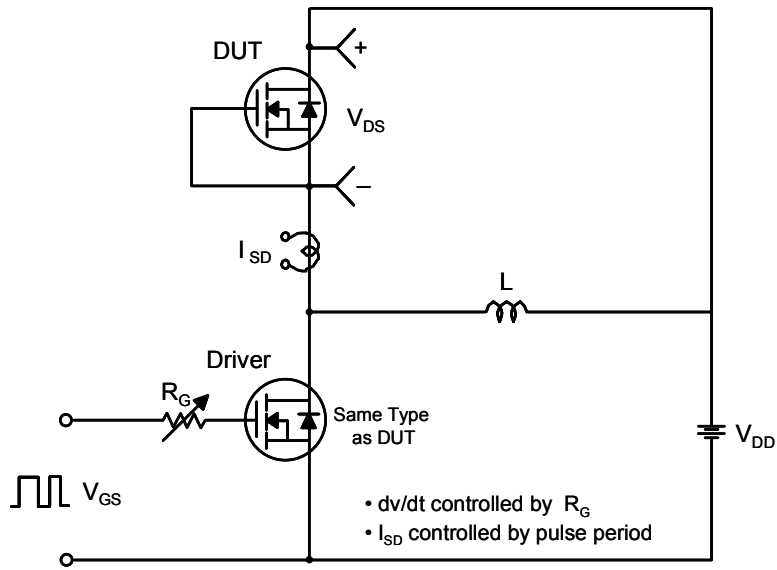 DUT
+
V_DS
–
I_SD
L
Driver
R_G
Same Type
as DUT
V_DD
V_GS
• dv/dt controlled by R_G
• I_SD controlled by pulse period